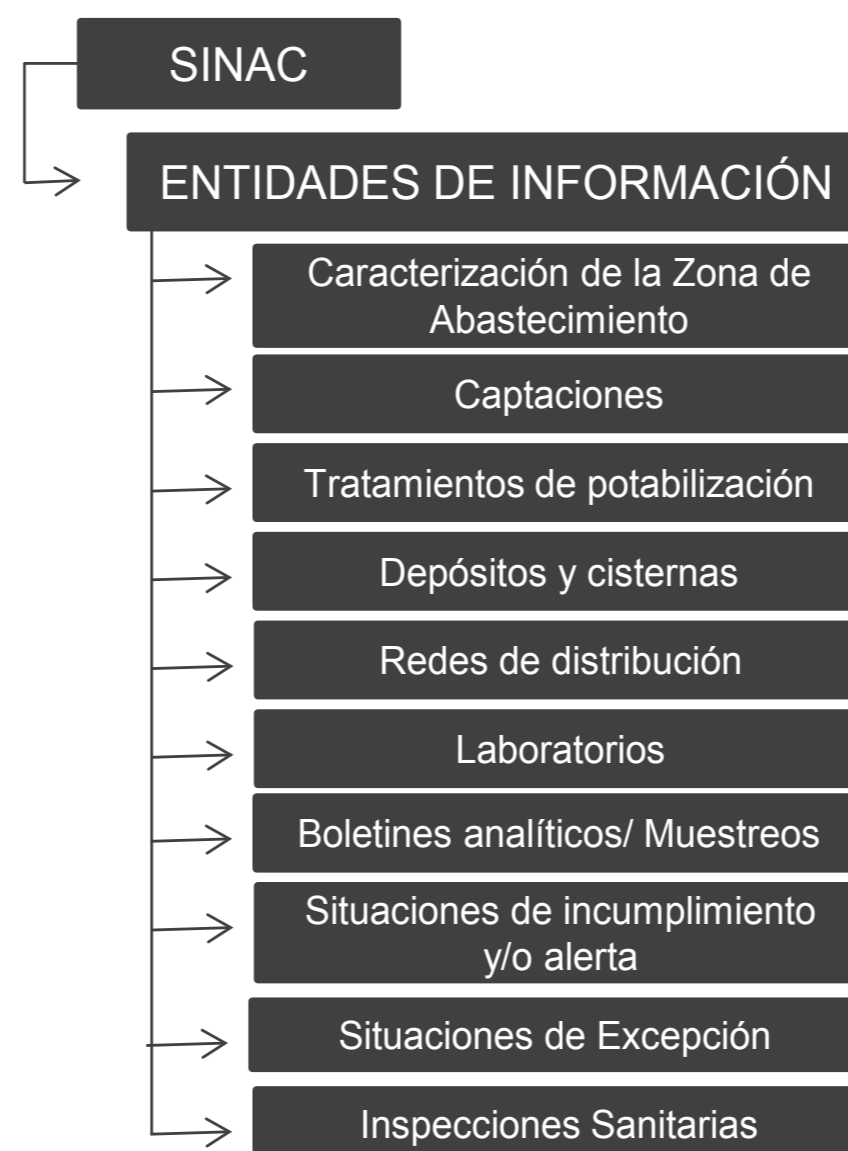 SINAC
ENTIDADES DE INFORMACIÓN
Caracterización de la Zona de
Abastecimiento
Captaciones
Tratamientos de potabilización
Depósitos y cisternas
Redes de distribución
Laboratorios
Boletines analíticos/ Muestreos
Situaciones de incumplimiento
y/o alerta
Situaciones de Excepción
Inspecciones Sanitarias